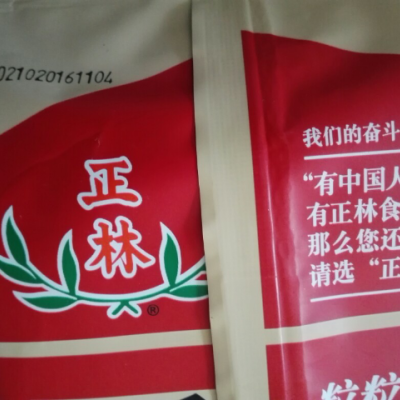 021020161104
正
林
®
我们的奋斗
“有中国人
有正林食
那么您还
请选“正
粒粒